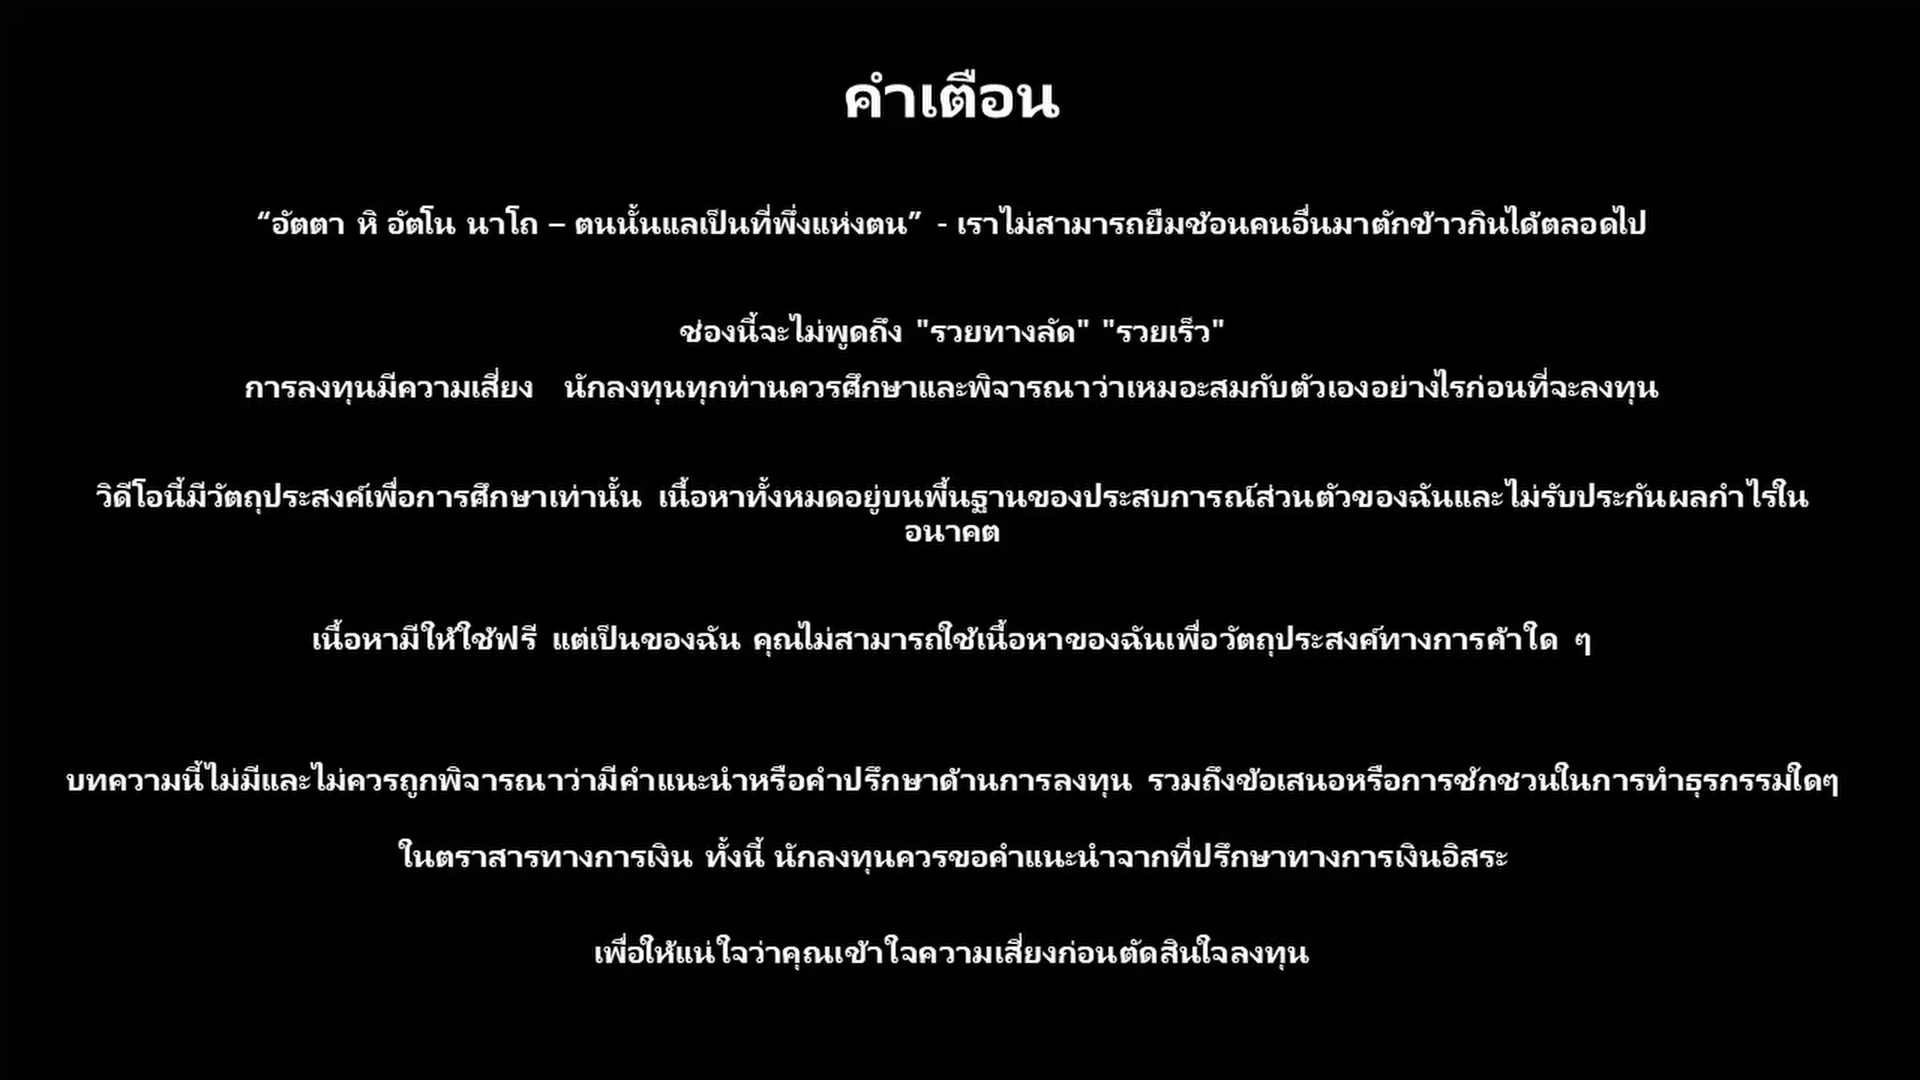 คำเตือน
“อัตตา หิ อัตโน นาโถ – ตนนั้นแลเป็นที่พึ่งแห่งตน” - เราไม่สามารถยืมช้อนคนอื่นมาตักข้าวกินได้ตลอดไป
ช่องนี้จะไม่พูดถึง "รวยทางลัด" "รวยเร็ว"
การลงทุนมีความเสี่ยง นักลงทุนทุกท่านควรศึกษาและพิจารณาว่าเหมอะสมกับตัวเองอย่างไรก่อนที่จะลงทุน
วิดีโอนี้มีวัตถุประสงค์เพื่อการศึกษาเท่านั้น เนื้อหาทั้งหมดอยู่บนพื้นฐานของประสบการณ์ส่วนตัวของฉันและไม่รับประกันผลกำไรใน
อนาคต
เนื้อหามีให้ใช้ฟรี แต่เป็นของฉัน คุณไม่สามารถใช้เนื้อหาของฉันเพื่อวัตถุประสงค์ทางการค้าใด ๆ
บทความนี้ไม่มีและไม่ควรถูกพิจารณาว่ามีคำแนะนำหรือคำปรึกษาด้านการลงทุน รวมถึงข้อเสนอหรือการชักชวนในการทำธุรกรรมใดๆ
ในตราสารทางการเงิน ทั้งนี้ นักลงทุนควรขอคำแนะนำจากที่ปรึกษาทางการเงินอิสระ
เพื่อให้แน่ใจว่าคุณเข้าใจความเสี่ยงก่อนตัดสินใจลงทุน